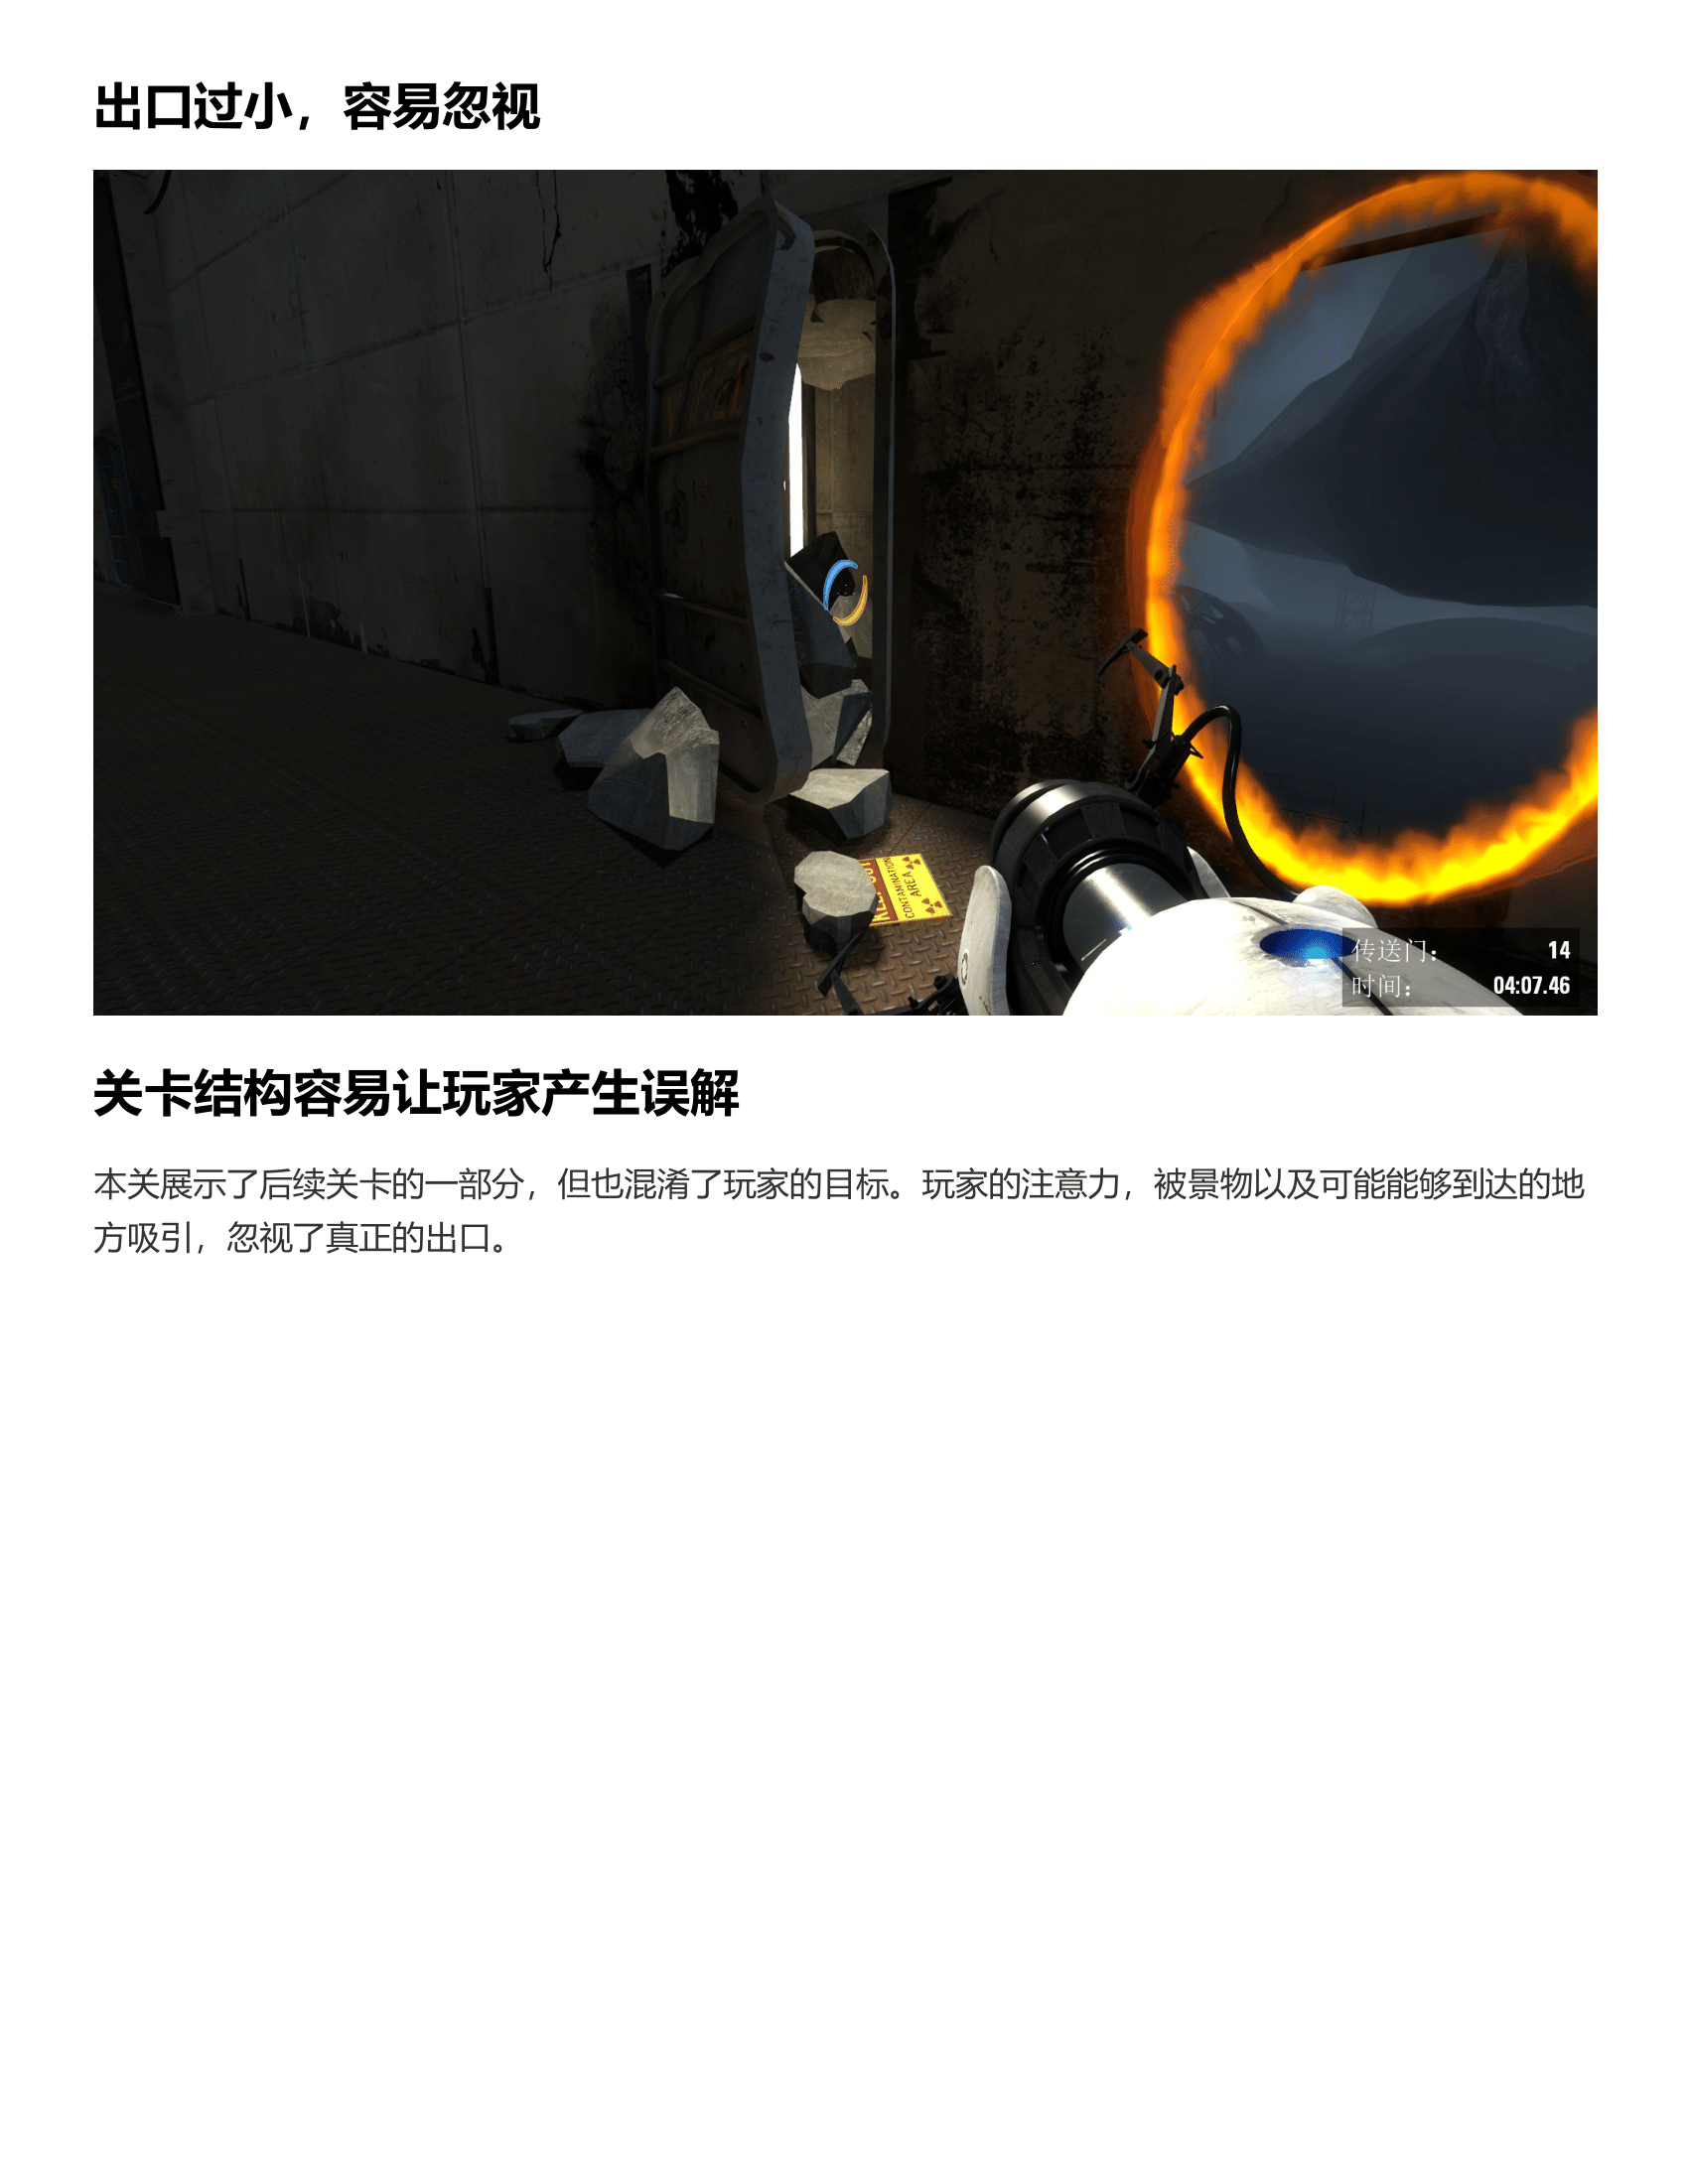 出口过小，容易忽视
CONTAMINATION
AREA
传送门： 14
时间： 04:07.46
关卡结构容易让玩家产生误解
本关展示了后续关卡的一部分，但也混淆了玩家的目标。玩家的注意力，被景物以及可能能够到达的地
方吸引，忽视了真正的出口。